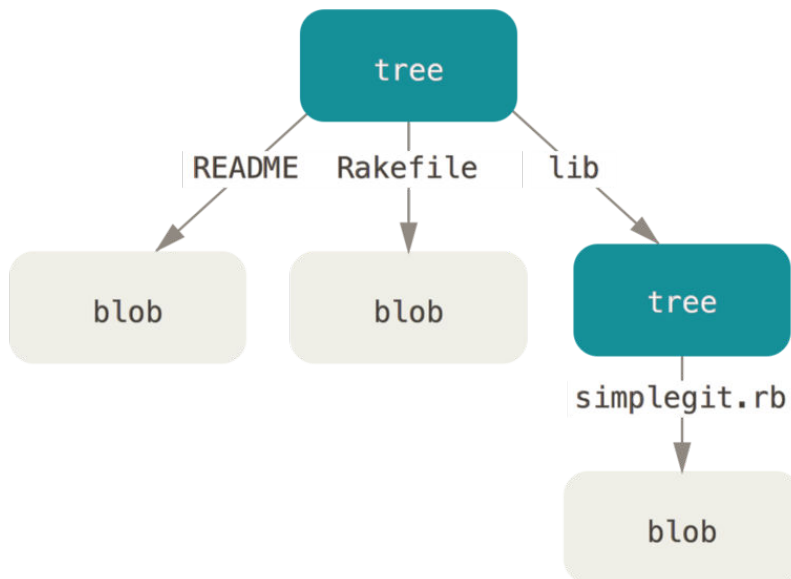 tree
README Rakefile lib
blob blob tree
simplegit.rb
blob